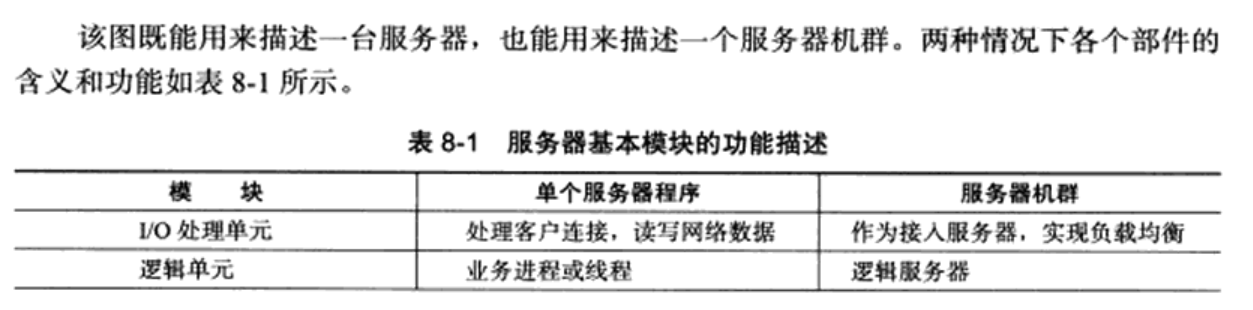 该图既能用来描述一台服务器，也能用来描述一个服务器机群。两种情况下各个部件的
含义和功能如表 8-1 所示。
表 8-1 服务器基本模块的功能描述
模 块 单个服务器程序 服务器机群
I/O 处理单元 处理客户连接，读写网络数据 作为接入服务器，实现负载均衡
逻辑单元 业务进程或线程 逻辑服务器